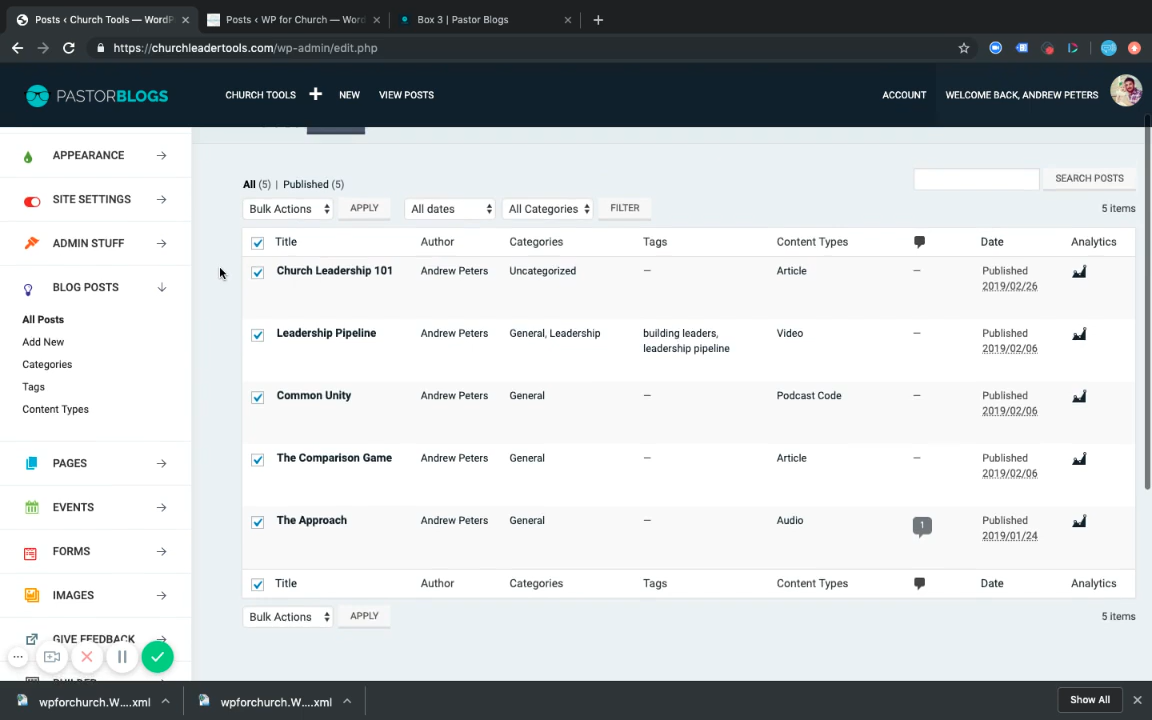 Posts ‹ Church Tools — WordP
Posts ‹ WP for Church — Word
Box 3 | Pastor Blogs
https://churchleadertools.com/wp-admin/edit.php
PASTORBLOGS
CHURCH TOOLS
NEW
VIEW POSTS
ACCOUNT
WELCOME BACK, ANDREW PETERS
APPEARANCE
SITE SETTINGS
ADMIN STUFF
BLOG POSTS
All Posts
Add New
Categories
Tags
Content Types
PAGES
EVENTS
FORMS
IMAGES
GIVE FEEDBACK
All (5) | Published (5)
SEARCH POSTS
Bulk Actions APPLY All dates All Categories FILTER 5 items
Title Author Categories Tags Content Types Date Analytics
Church Leadership 101 Andrew Peters Uncategorized — Article — Published
2019/02/26
Leadership Pipeline Andrew Peters General, Leadership building leaders, Video — Published
leadership pipeline 2019/02/06
Common Unity Andrew Peters General — Podcast Code — Published
2019/02/06
The Comparison Game Andrew Peters General — Article — Published
2019/02/06
The Approach Andrew Peters General — Audio 1 Published
2019/01/24
Title Author Categories Tags Content Types Date Analytics
Bulk Actions APPLY 5 items
wpforchurch.W....xml
wpforchurch.W....xml
Show All